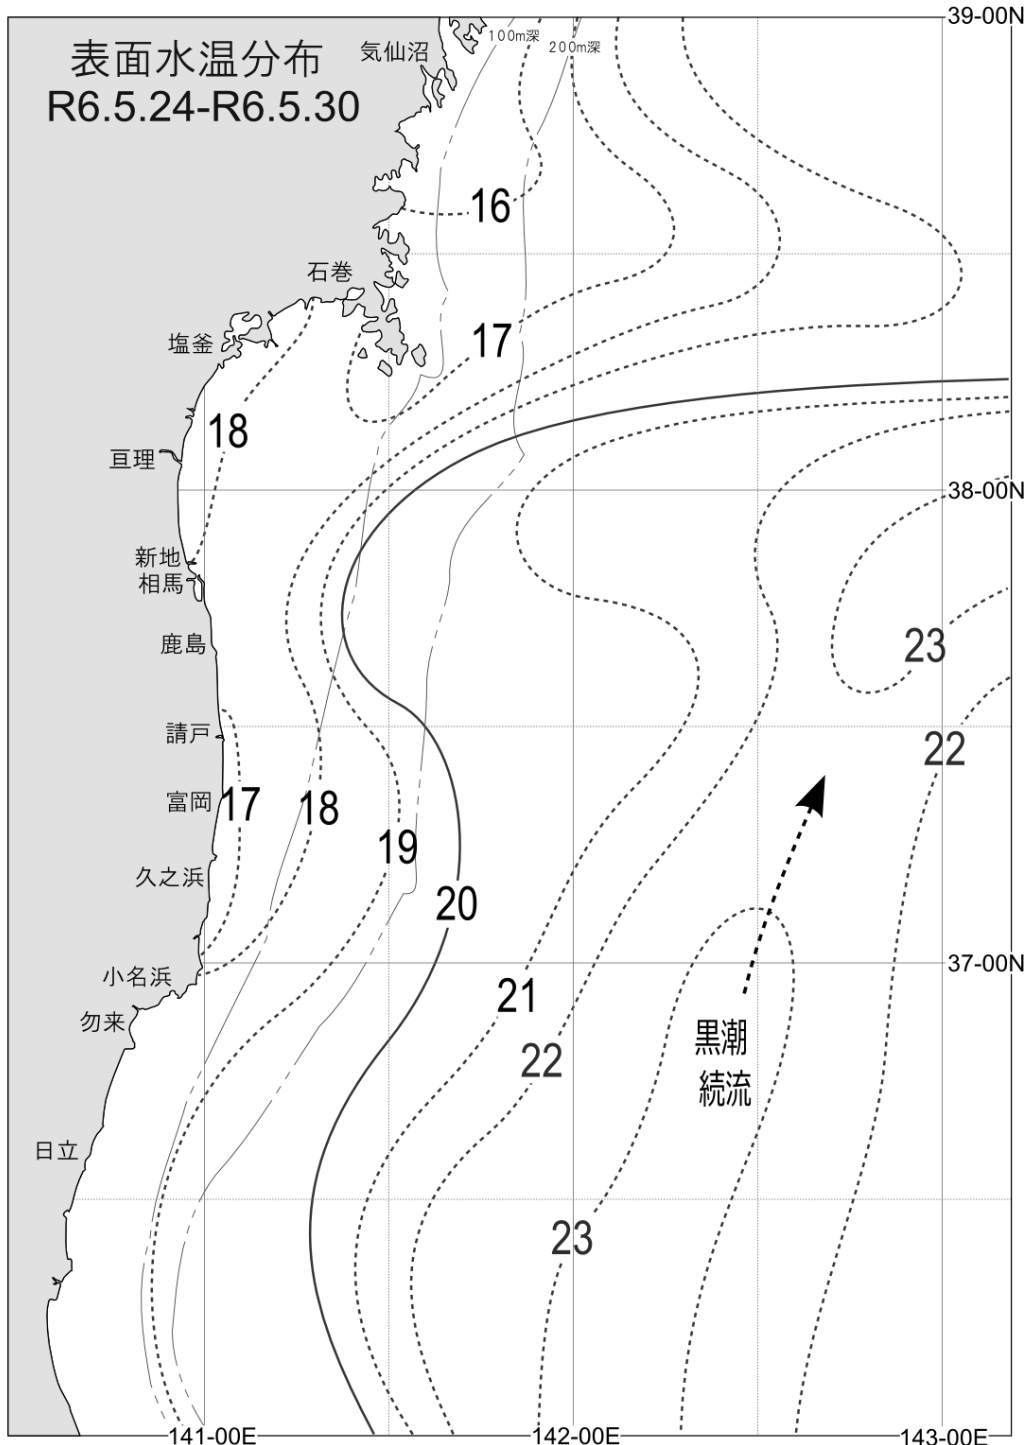 39-00N
100m深
200m深
気仙沼
表面水温分布
R6.5.24-R6.5.30
16
石巻
17
塩釜
18
亘理
38-00N
新地
相馬
鹿島
23
請戸
22
富岡
17
18
19
久之浜
20
37-00N
小名浜
21
勿来
黒潮
続流
22
日立
23
141-00E
142-00E
143-00E